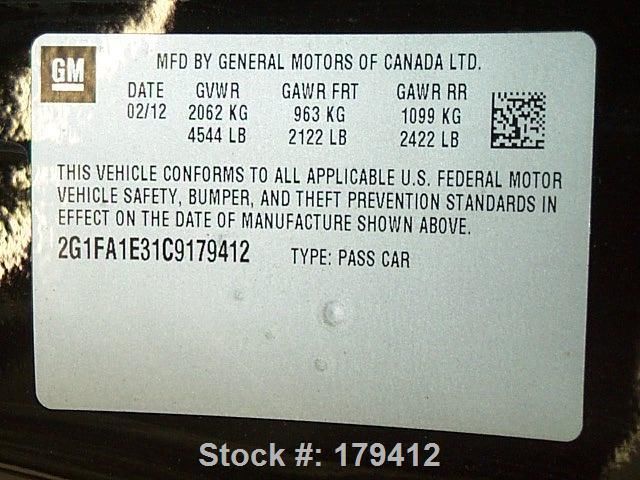 GM
MFD BY GENERAL MOTORS OF CANADA LTD.
DATE GVWR GAWR FRT GAWR RR
02/12 2062 KG 963 KG 1099 KG
4544 LB 2122 LB 2422 LB
THIS VEHICLE CONFORMS TO ALL APPLICABLE U.S. FEDERAL MOTOR
VEHICLE SAFETY, BUMPER, AND THEFT PREVENTION STANDARDS IN
EFFECT ON THE DATE OF MANUFACTURE SHOWN ABOVE.
2G1FA1E31C9179412 TYPE: PASS CAR
Stock #: 179412